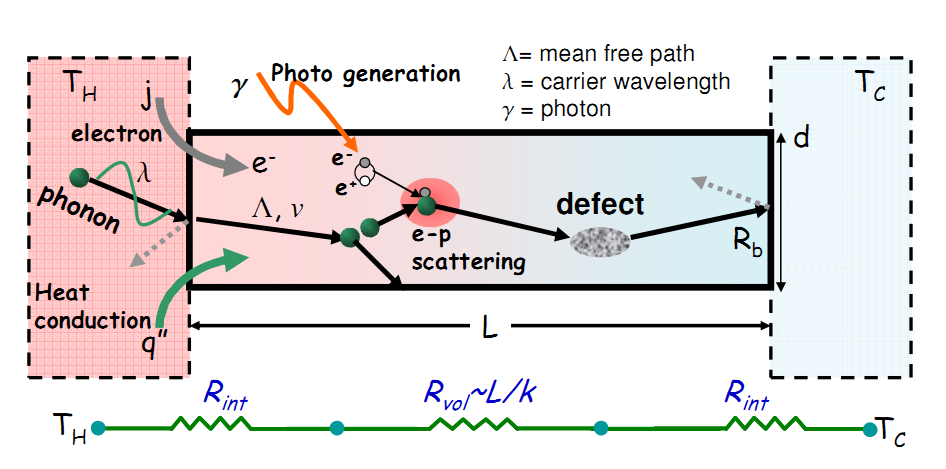 Λ= mean free path
λ = carrier wavelength
γ = photon
T_H
j
electron
phonon
λ
Heat
conduction
q"
γ
Photo generation
e⁻
e⁻
e⁺
Λ, ν
e-p
scattering
defect
R_b
d
T_C
L
R_int
R_vol~L/k
R_int
T_H
T_C